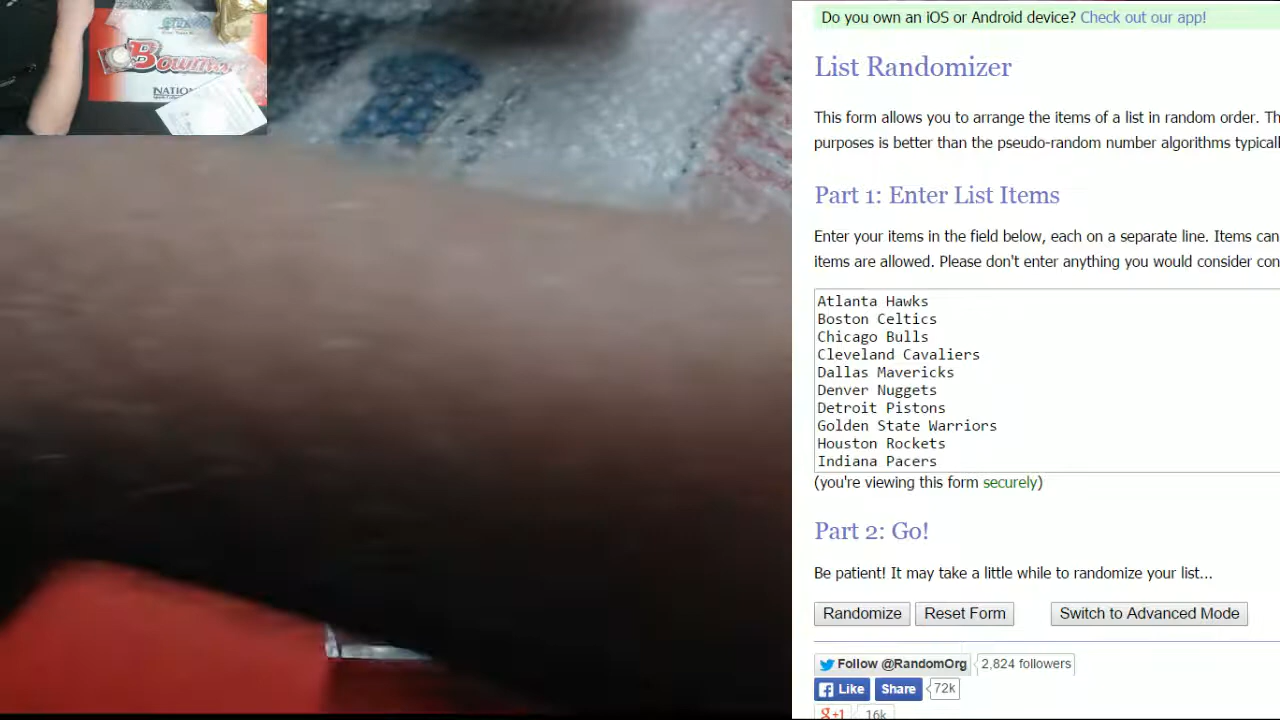 Bowman
NATION
Do you own an iOS or Android device? Check out our app!
List Randomizer
This form allows you to arrange the items of a list in random order. Th
purposes is better than the pseudo-random number algorithms typicall
Part 1: Enter List Items
Enter your items in the field below, each on a separate line. Items can
items are allowed. Please don't enter anything you would consider con
Atlanta Hawks
Boston Celtics
Chicago Bulls
Cleveland Cavaliers
Dallas Mavericks
Denver Nuggets
Detroit Pistons
Golden State Warriors
Houston Rockets
Indiana Pacers
(you're viewing this form securely)
Part 2: Go!
Be patient! It may take a little while to randomize your list...
Randomize Reset Form Switch to Advanced Mode
Follow @RandomOrg 2,824 followers
Like Share 72k
g+1 16k